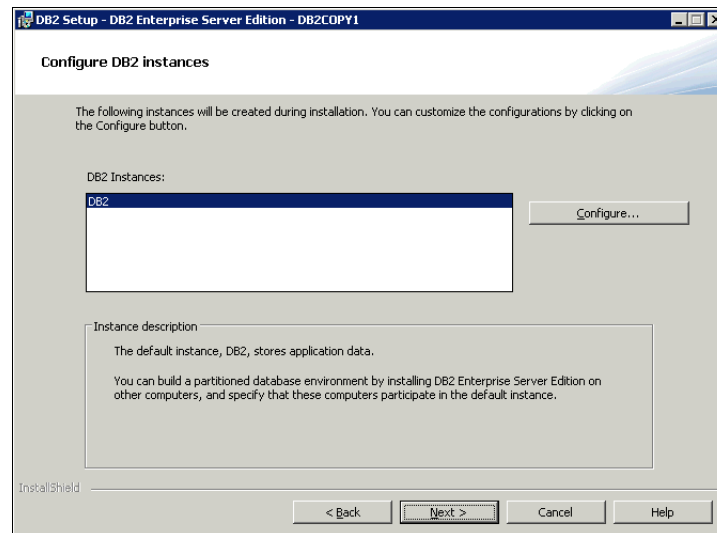 DB2 Setup - DB2 Enterprise Server Edition - DB2COPY1
Configure DB2 instances
The following instances will be created during installation. You can customize the configurations by clicking on
the Configure button.
DB2 Instances:
DB2
Configure...
Instance description
The default instance, DB2, stores application data.
You can build a partitioned database environment by installing DB2 Enterprise Server Edition on
other computers, and specify that these computers participate in the default instance.
InstallShield
< Back
Next >
Cancel
Help